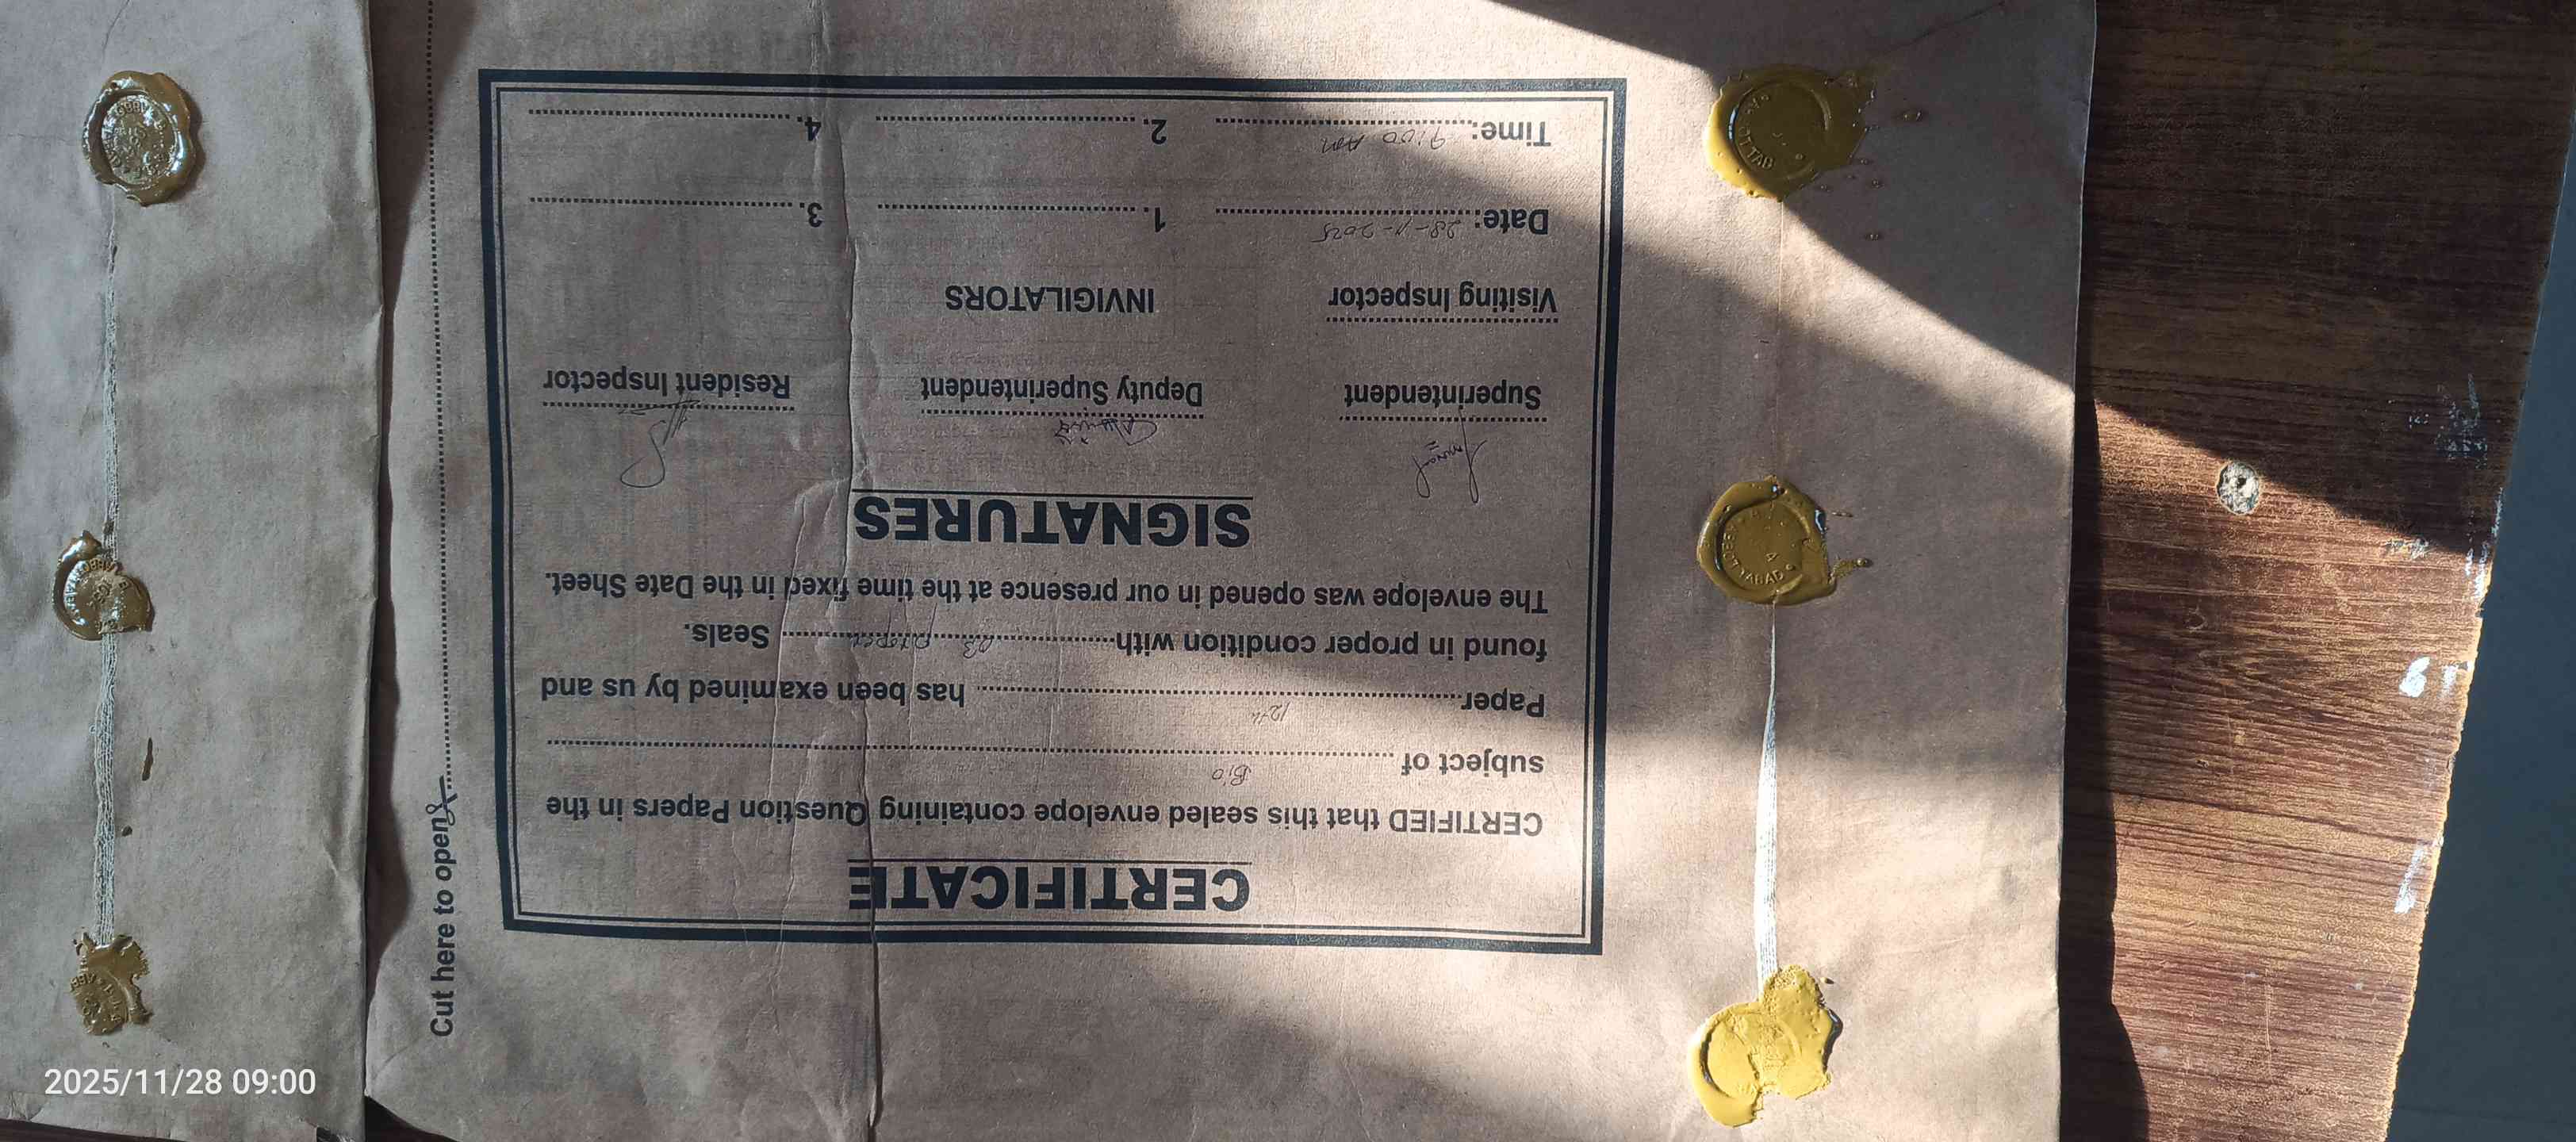 CERTIFICATE
CERTIFIED that this sealed envelope containing Question Papers in the
subject of Bio
Paper 12th has been examined by us and
found in proper condition with 03 proper Seals.
The envelope was opened in our presence at the time fixed in the Date Sheet.
SIGNATURES
Superintendent Deputy Superintendent Resident Inspector
Visiting Inspector INVIGILATORS
Date: 28-11-2025 1. 3.
Time: 9:00 Am 2. 4.
Cut here to open
2025/11/28 09:00